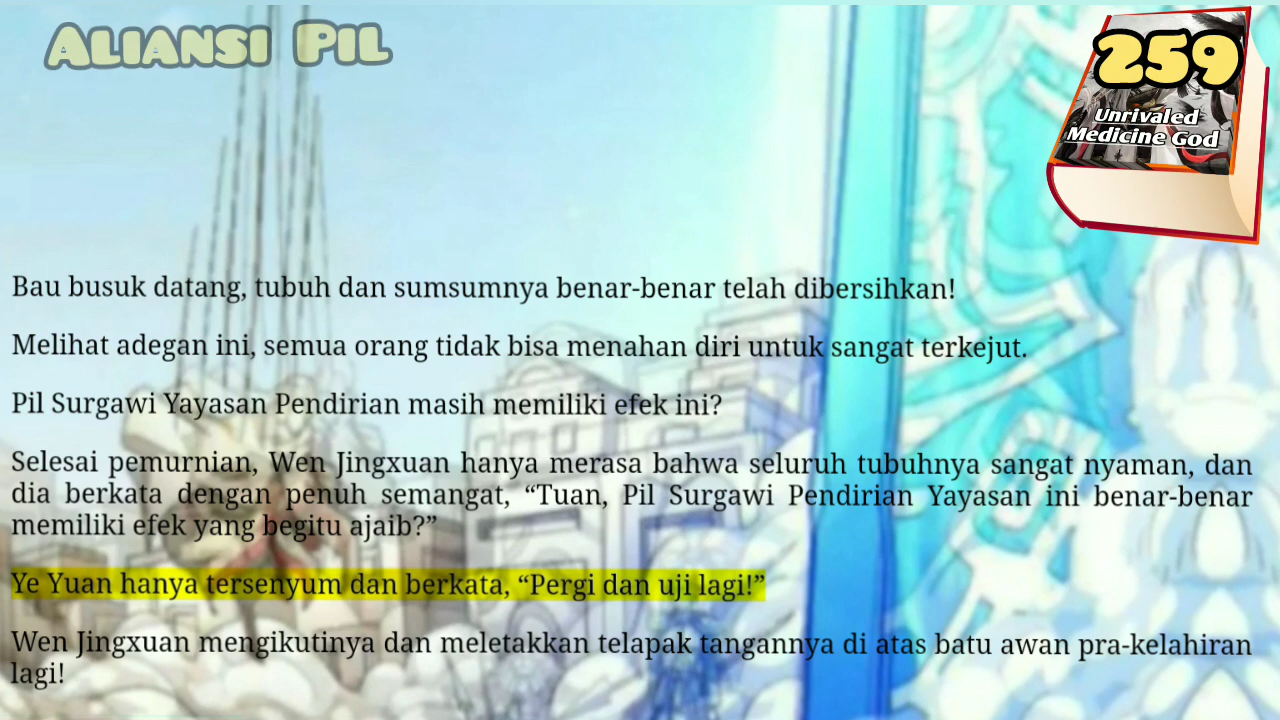 Aliansi Pil
259
Unrivaled
Medicine God
Bau busuk datang, tubuh dan sumsumnya benar-benar telah dibersihkan!
Melihat adegan ini, semua orang tidak bisa menahan diri untuk sangat terkejut.
Pil Surgawi Yayasan Pendirian masih memiliki efek ini?
Selesai pemurnian, Wen Jingxuan hanya merasa bahwa seluruh tubuhnya sangat nyaman, dan
dia berkata dengan penuh semangat, “Tuan, Pil Surgawi Pendirian Yayasan ini benar-benar
memiliki efek yang begitu ajaib?”
Ye Yuan hanya tersenyum dan berkata, “Pergi dan uji lagi!”
Wen Jingxuan mengikutinya dan meletakkan telapak tangannya di atas batu awan pra-kelahiran
lagi!